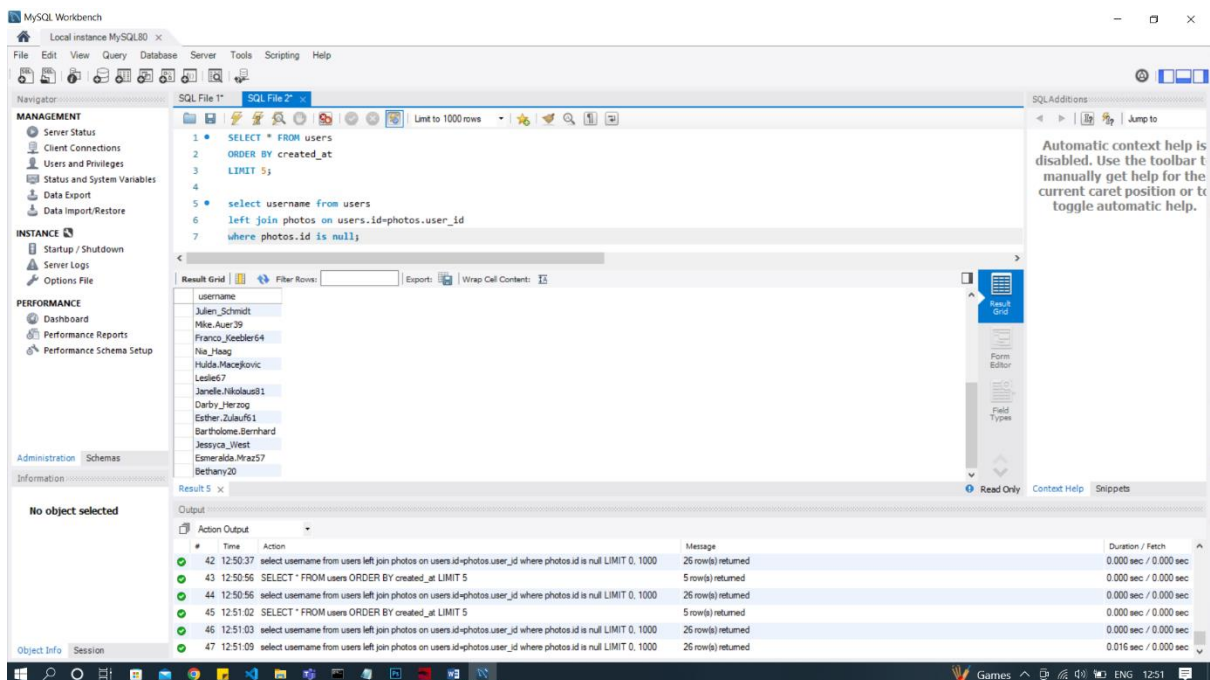 MySQL Workbench
Local instance MySQL80
File Edit View Query Database Server Tools Scripting Help
Navigator
MANAGEMENT
Server Status
Client Connections
Users and Privileges
Status and System Variables
Data Export
Data Import/Restore
INSTANCE
Startup / Shutdown
Server Logs
Options File
PERFORMANCE
Dashboard
Performance Reports
Performance Schema Setup
Administration Schemas
Information
No object selected
Object Info Session
SQL File 1* SQL File 2*
Limit to 1000 rows
1 SELECT * FROM users
2 ORDER BY created_at
3 LIMIT 5;
4
5 select username from users
6 left join photos on users.id=photos.user_id
7 where photos.id is null;
Result Grid Filter Rows: Export: Wrap Cell Content:
username
Julien_Schmidt
Mike.Auer39
Franco_Keebler64
Nia_Haag
Hulda.Macejkovic
Leslie67
Janelle.Nikolaus81
Darby_Herzog
Esther.Zulauf61
Bartholome.Bernhard
Jessyca_West
Esmeralda.Mraz57
Bethany20
Result Grid
Form Editor
Field Types
Result 5 Read Only
SQLAdditions
Jump to
Automatic context help is
disabled. Use the toolbar t
manually get help for the
current caret position or to
toggle automatic help.
Context Help Snippets
Output
Action Output
# Time Action Message Duration / Fetch
42 12:50:37 select username from users left join photos on users.id=photos.user_id where photos.id is null LIMIT 0, 1000 26 row(s) returned 0.000 sec / 0.000 sec
43 12:50:56 SELECT * FROM users ORDER BY created_at LIMIT 5 5 row(s) returned 0.000 sec / 0.000 sec
44 12:50:56 select username from users left join photos on users.id=photos.user_id where photos.id is null LIMIT 0, 1000 26 row(s) returned 0.000 sec / 0.000 sec
45 12:51:02 SELECT * FROM users ORDER BY created_at LIMIT 5 5 row(s) returned 0.000 sec / 0.000 sec
46 12:51:03 select username from users left join photos on users.id=photos.user_id where photos.id is null LIMIT 0, 1000 26 row(s) returned 0.000 sec / 0.000 sec
47 12:51:09 select username from users left join photos on users.id=photos.user_id where photos.id is null LIMIT 0, 1000 26 row(s) returned 0.016 sec / 0.000 sec
Games ENG 12:51